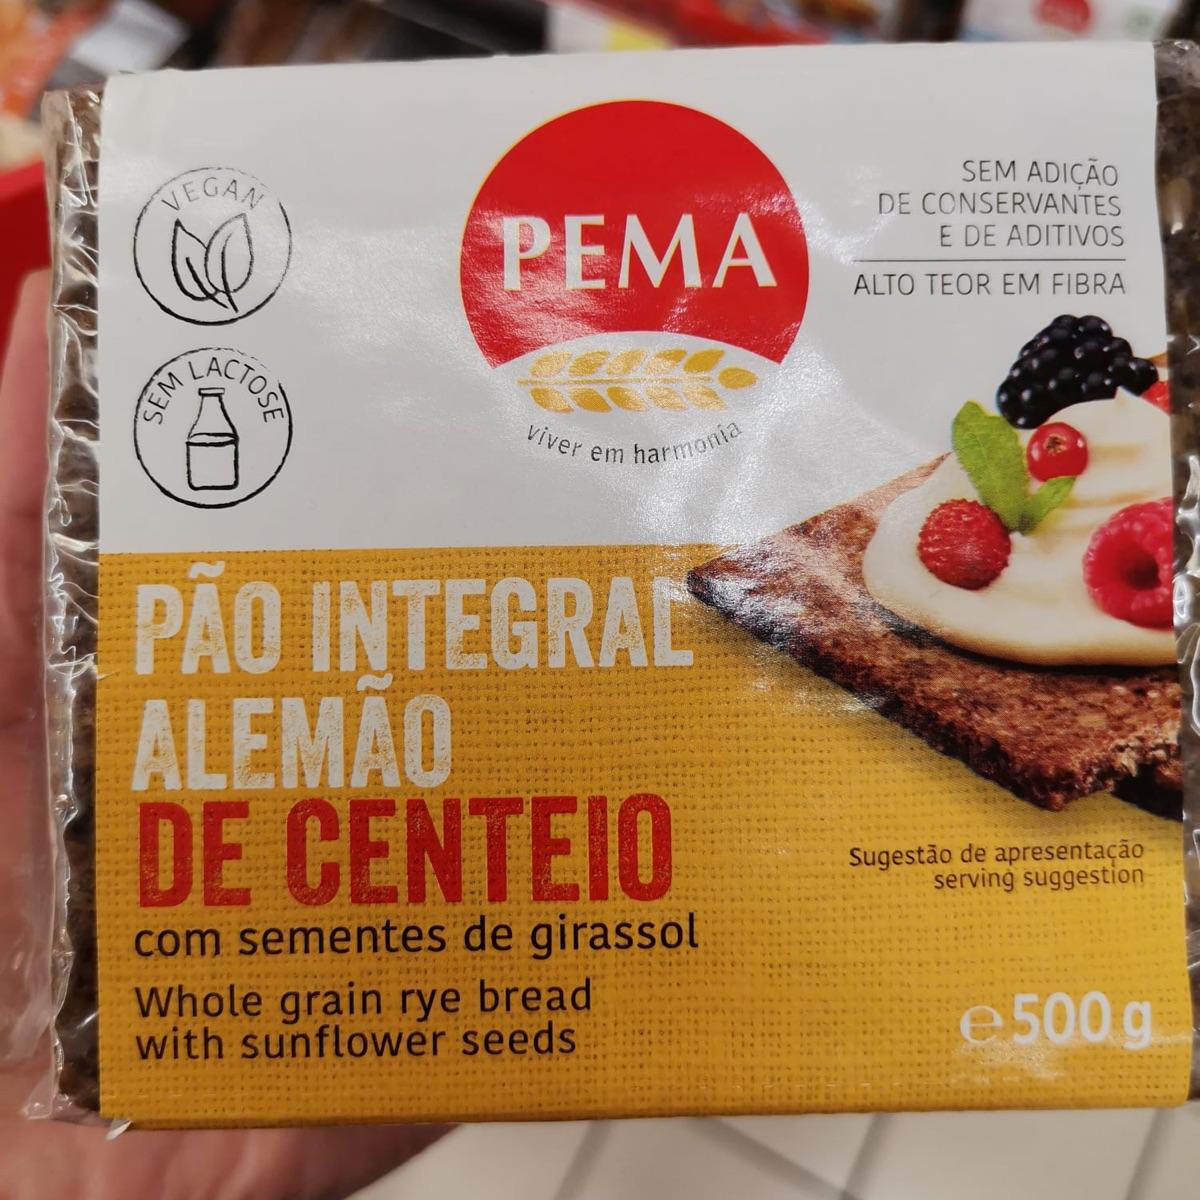 VEGAN
SEM LACTOSE
PEMA
viver em harmonia
SEM ADIÇÃO
DE CONSERVANTES
E DE ADITIVOS
ALTO TEOR EM FIBRA
PÃO INTEGRAL
ALEMÃO
DE CENTEIO
com sementes de girassol
Whole grain rye bread
with sunflower seeds
Sugestão de apresentação
serving suggestion
e 500 g